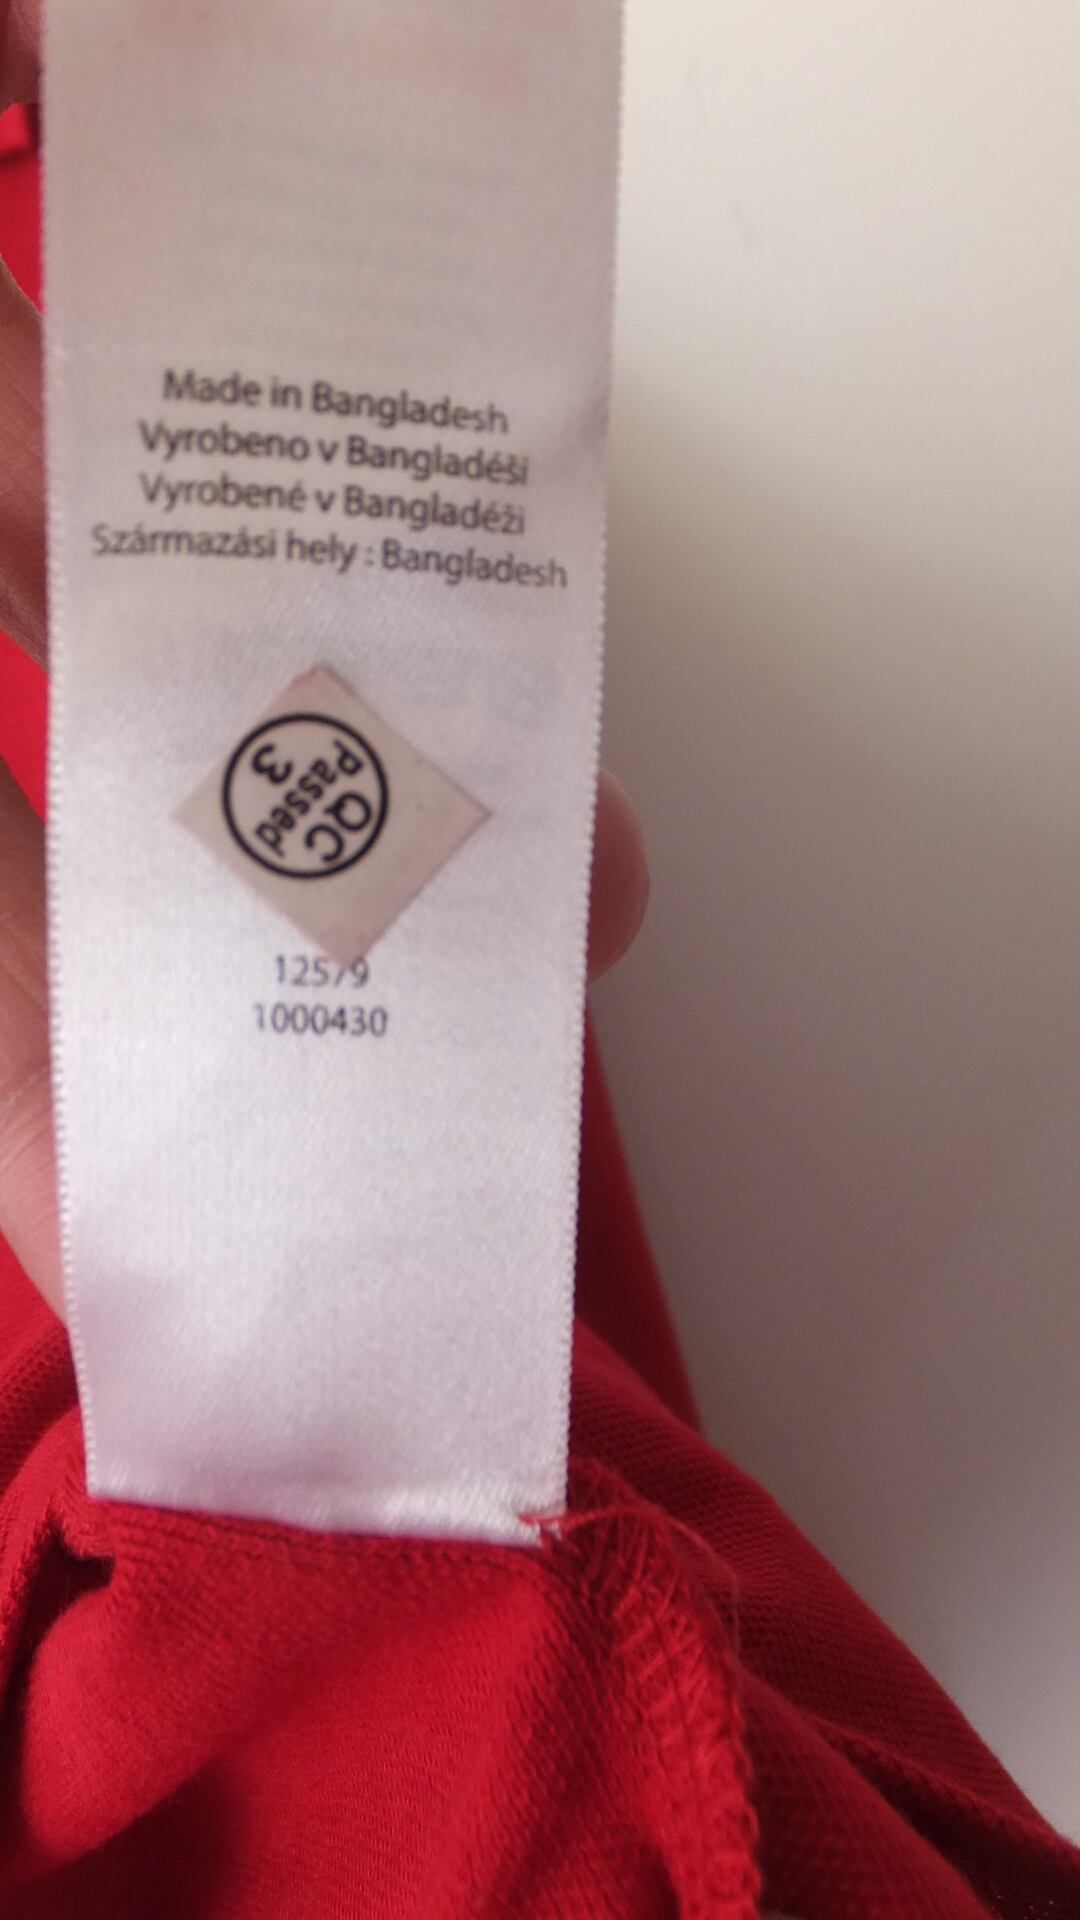 Made in Bangladesh
Vyrobeno v Bangladéši
Vyrobené v Bangladéži
Származási hely : Bangladesh
QC
Passed
3
12579
1000430